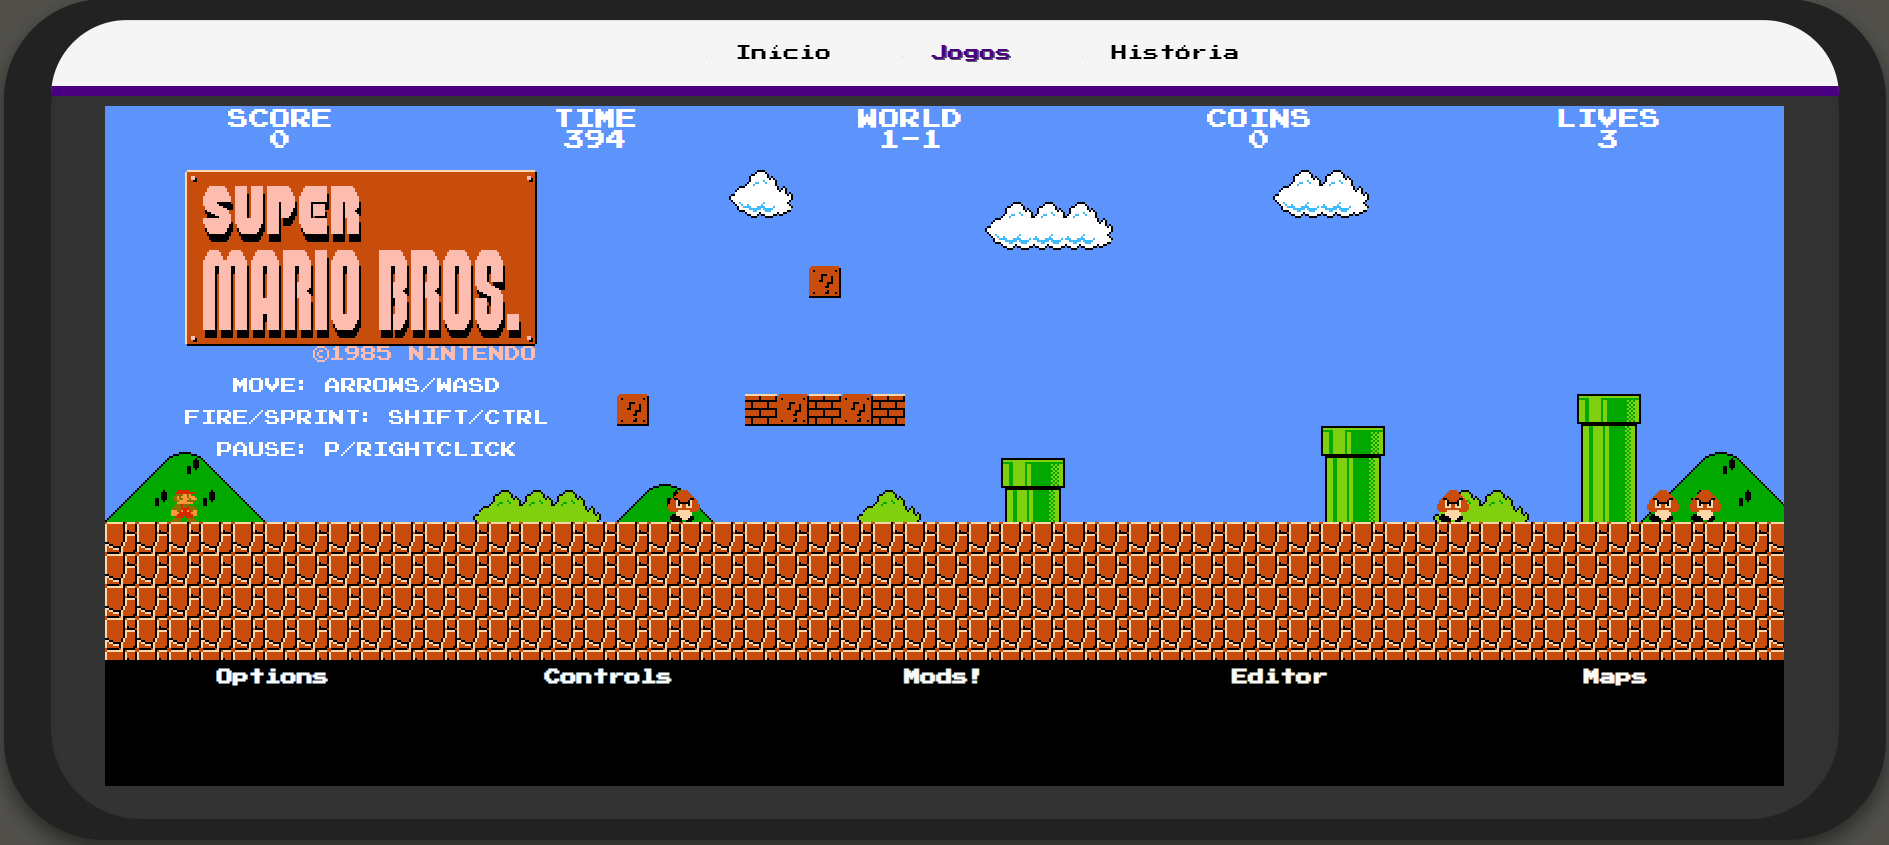 Início Jogos História
SCORE TIME WORLD COINS LIVES
0 394 1-1 0 3
SUPER
MARIO BROS.
©1985 NINTENDO
MOVE: ARROWS/WASD
FIRE/SPRINT: SHIFT/CTRL
PAUSE: P/RIGHTCLICK
? 
? ? ?
Options Controls Mods! Editor Maps